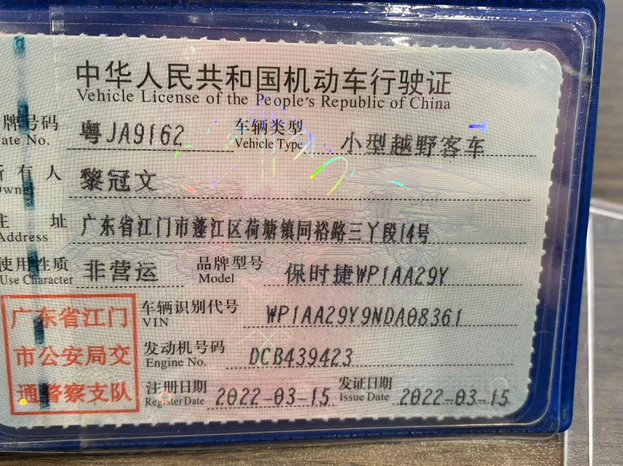 中华人民共和国机动车行驶证
Vehicle License of the People's Republic of China
牌号码 粤JA9162 车辆类型 小型越野客车
ate No. Vehicle Type
所有人 黎冠文
Owner
住 址 广东省江门市蓬江区荷塘镇同裕路三丫段14号
Address
使用性质 非营运 品牌型号 保时捷WP1AA29Y
Use Character Model
广东省江门 车辆识别代号 WP1AA29Y9NDA08361
VIN
市公安局交 发动机号码 DCB439423
Engine No.
通警察支队 注册日期 2022-03-15 发证日期 2022-03-15
Register Date Issue Date